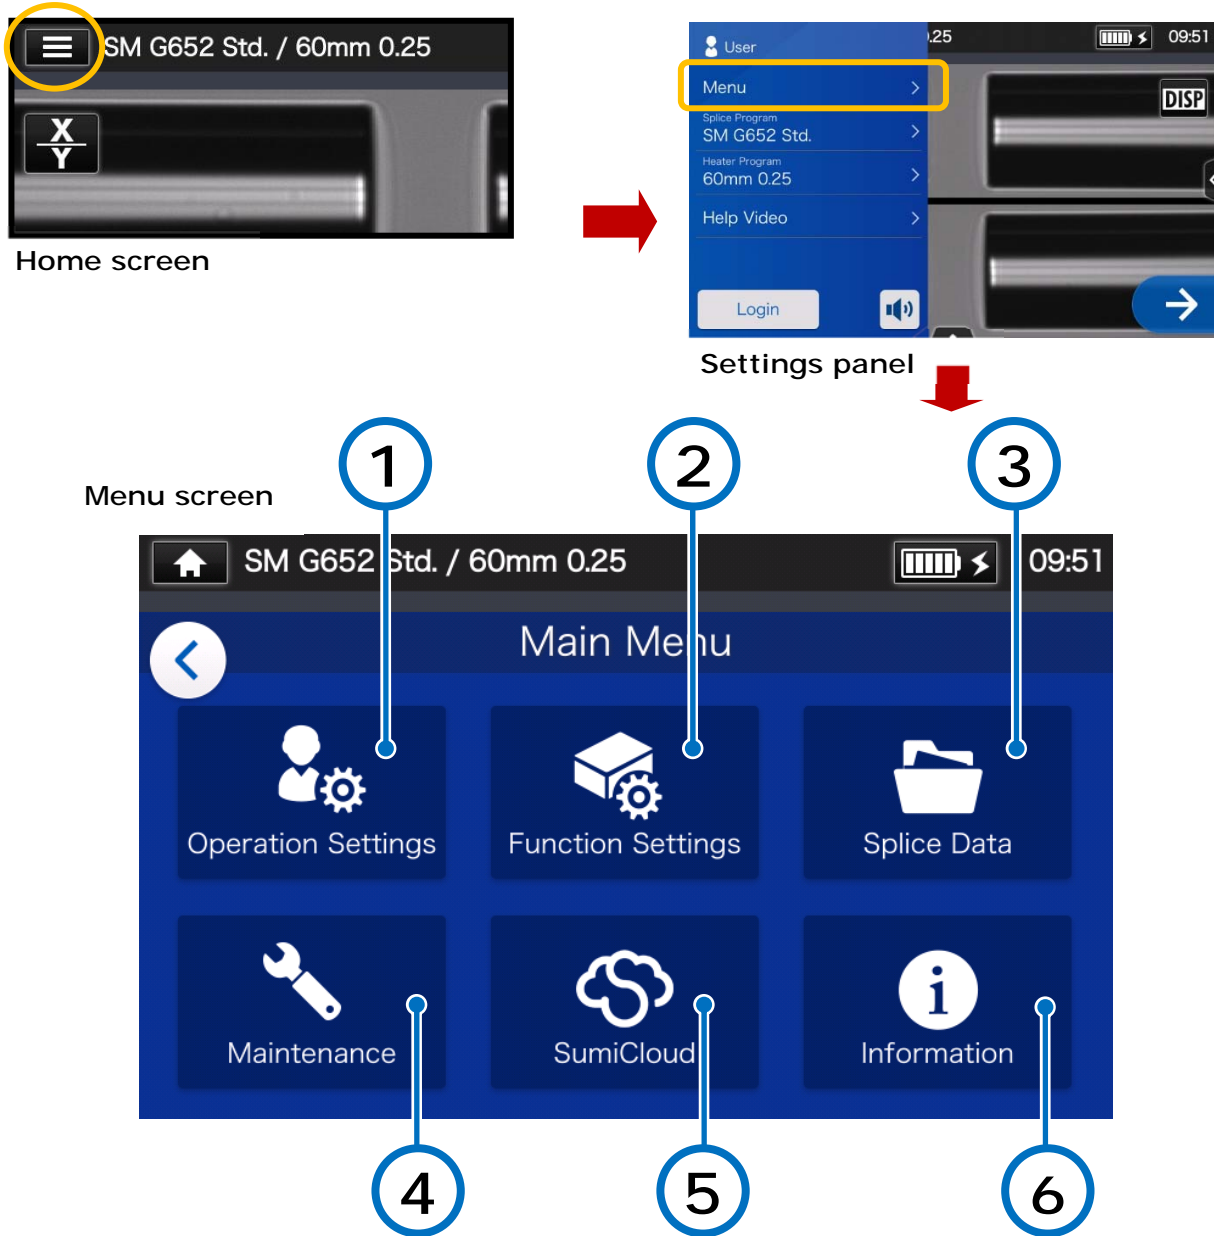 SM G652 Std. / 60mm 0.25
X
Y
Home screen
User
.25
09:51
Menu
DISP
Splice Program
SM G652 Std.
Heater Program
60mm 0.25
Help Video
Login
Settings panel
1
2
3
Menu screen
SM G652 Std. / 60mm 0.25
09:51
Main Menu
Operation Settings
Function Settings
Splice Data
Maintenance
SumiCloud
Information
4
5
6